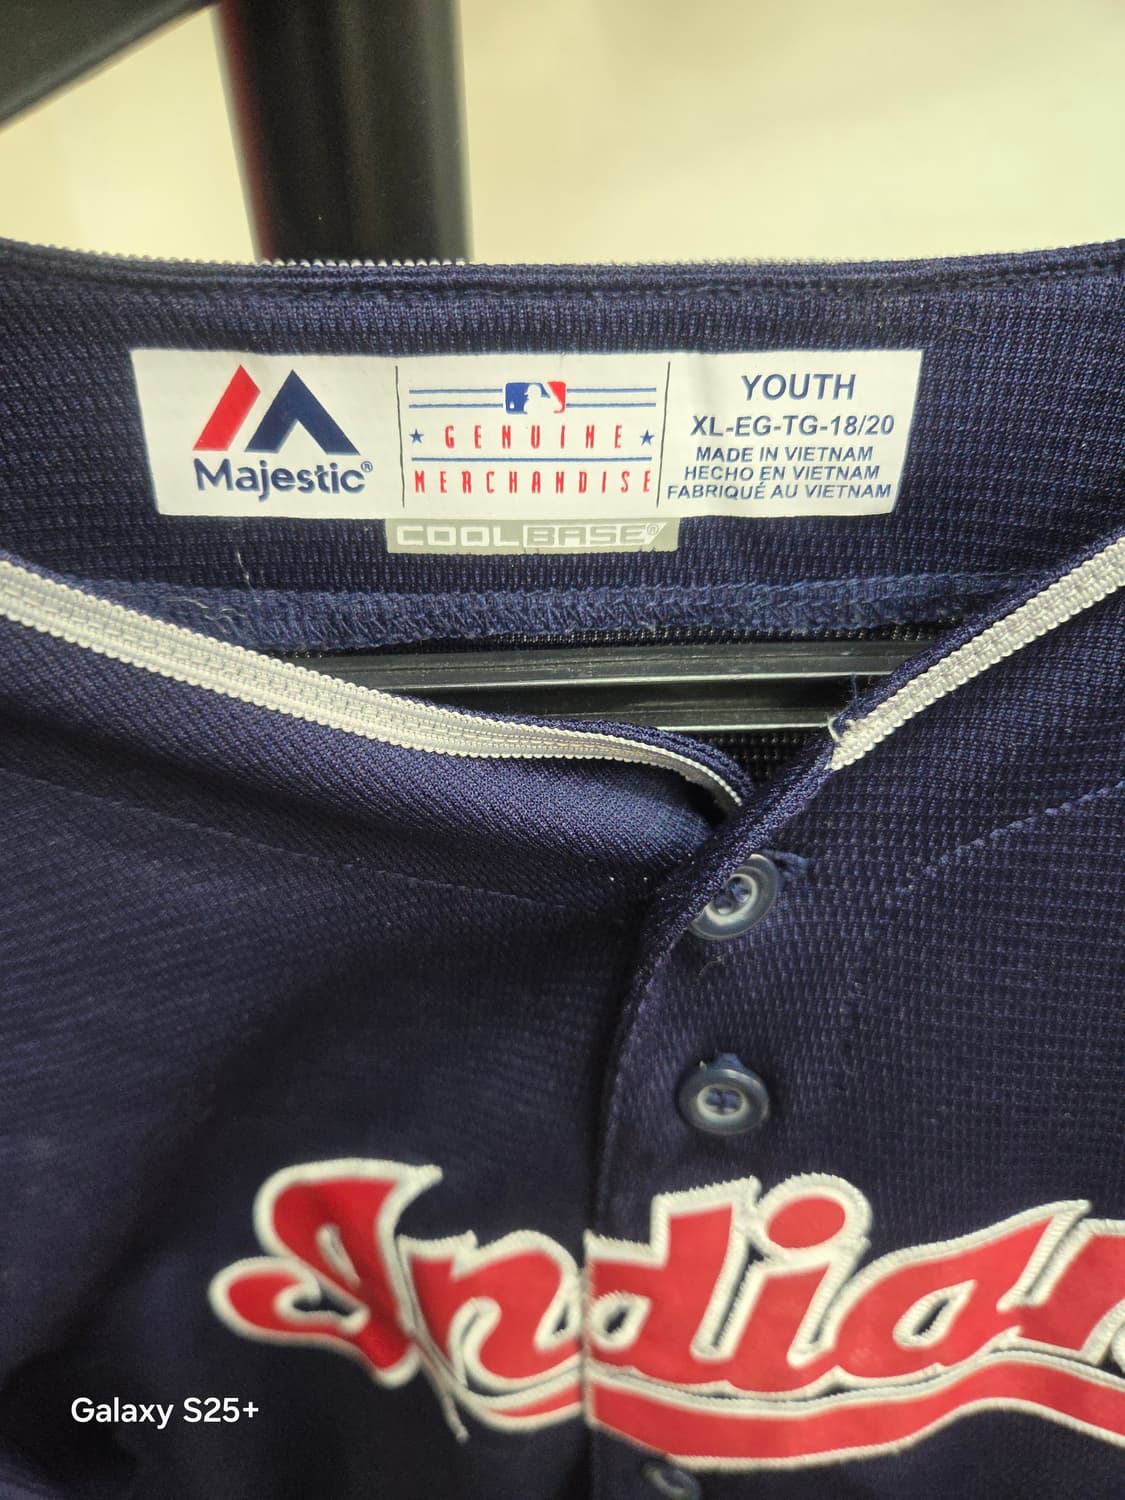 Majestic®
GENUINE
MERCHANDISE
YOUTH
XL-EG-TG-18/20
MADE IN VIETNAM
HECHO EN VIETNAM
FABRIQUÉ AU VIETNAM
COOLBASE®
Indian
Galaxy S25+